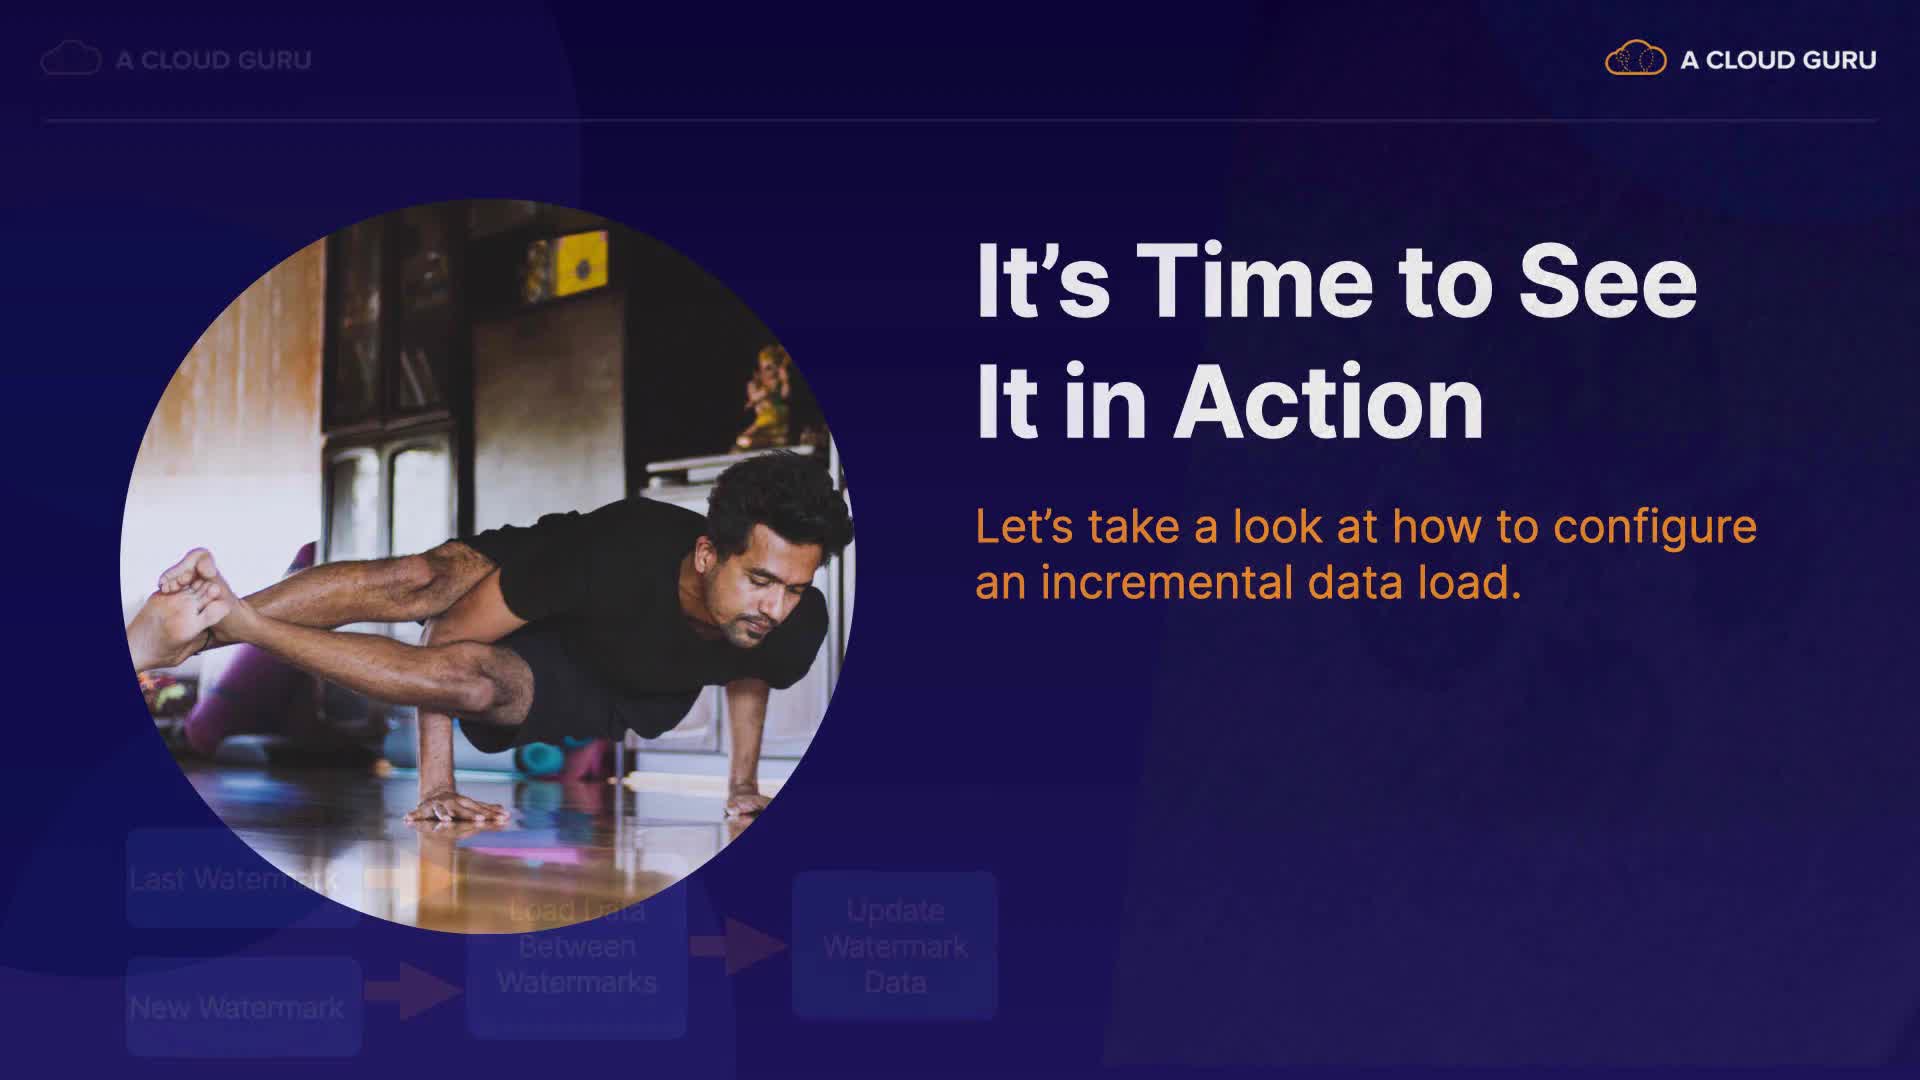 A CLOUD GURU
A CLOUD GURU
It’s Time to See
It in Action
Let’s take a look at how to configure
an incremental data load.
Last Watermark
New Watermark
Load Data
Between
Watermarks
Update
Watermark
Data